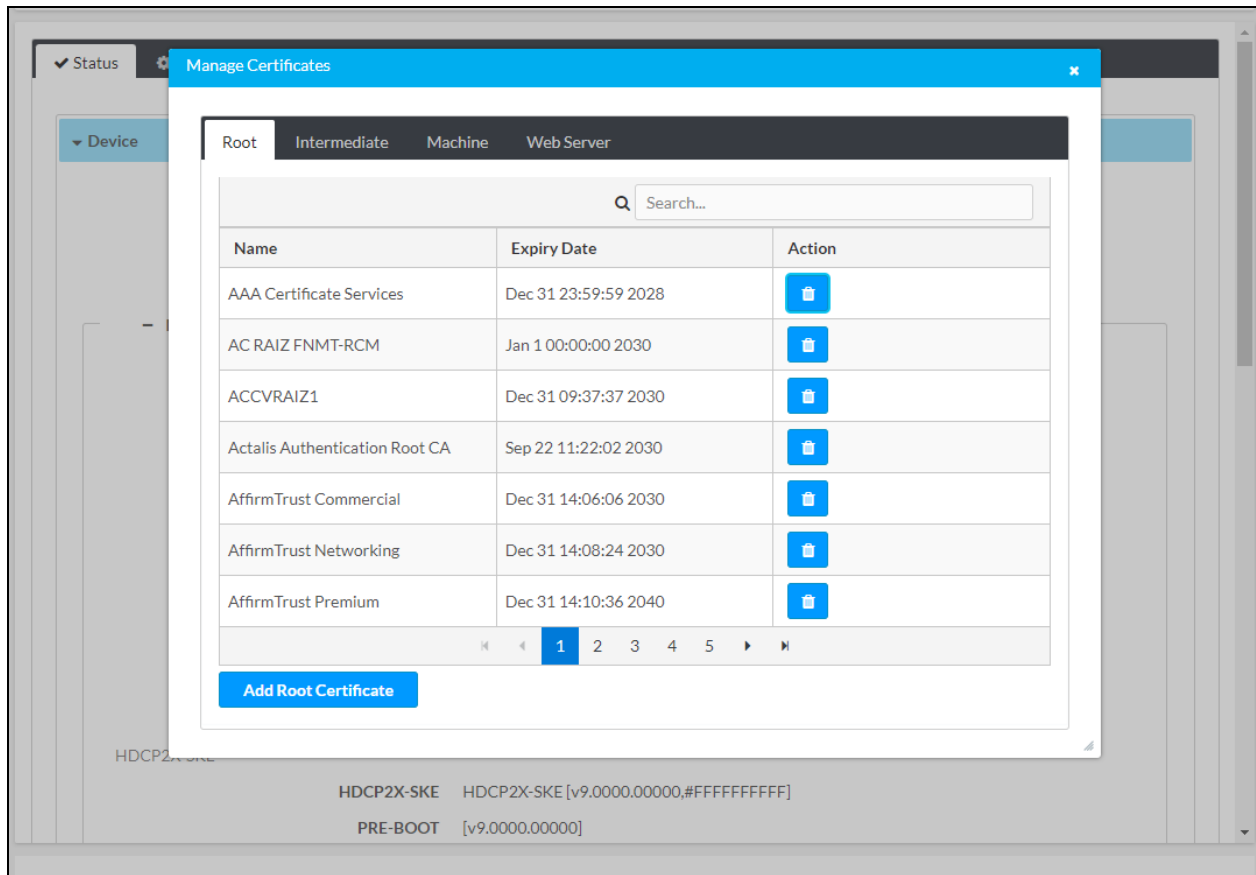 Status
Manage Certificates
Device
Root Intermediate Machine Web Server
Search...
Name Expiry Date Action
AAA Certificate Services Dec 31 23:59:59 2028
AC RAIZ FNMT-RCM Jan 1 00:00:00 2030
ACCVRAIZ1 Dec 31 09:37:37 2030
Actalis Authentication Root CA Sep 22 11:22:02 2030
AffirmTrust Commercial Dec 31 14:06:06 2030
AffirmTrust Networking Dec 31 14:08:24 2030
AffirmTrust Premium Dec 31 14:10:36 2040
1 2 3 4 5
Add Root Certificate
HDCP2X-SKE
HDCP2X-SKE HDCP2X-SKE [v9.0000.00000,#FFFFFFFFFF]
PRE-BOOT [v9.0000.00000]